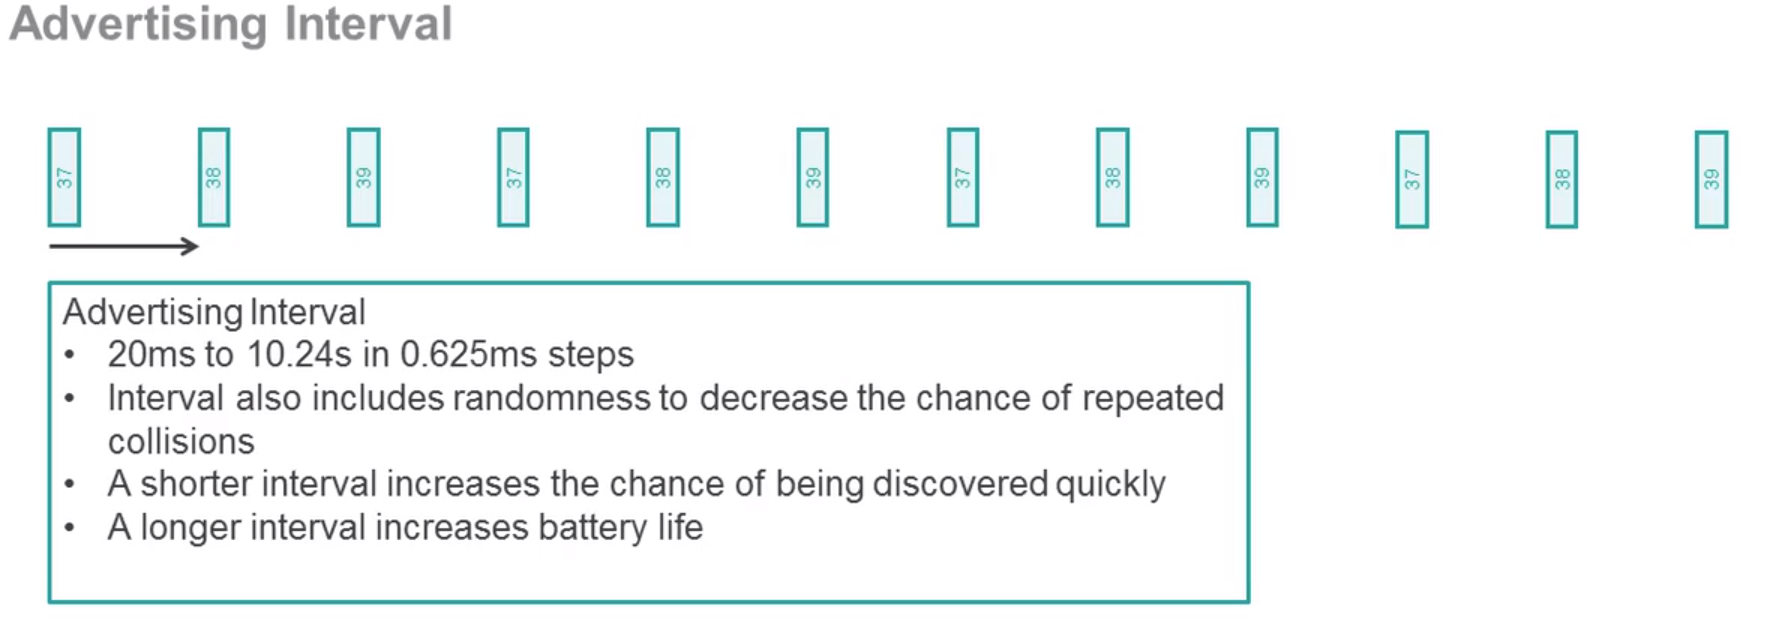 Advertising Interval
37 38 39 37 38 39 37 38 39 37 38 39
Advertising Interval
• 20ms to 10.24s in 0.625ms steps
• Interval also includes randomness to decrease the chance of repeated
collisions
• A shorter interval increases the chance of being discovered quickly
• A longer interval increases battery life